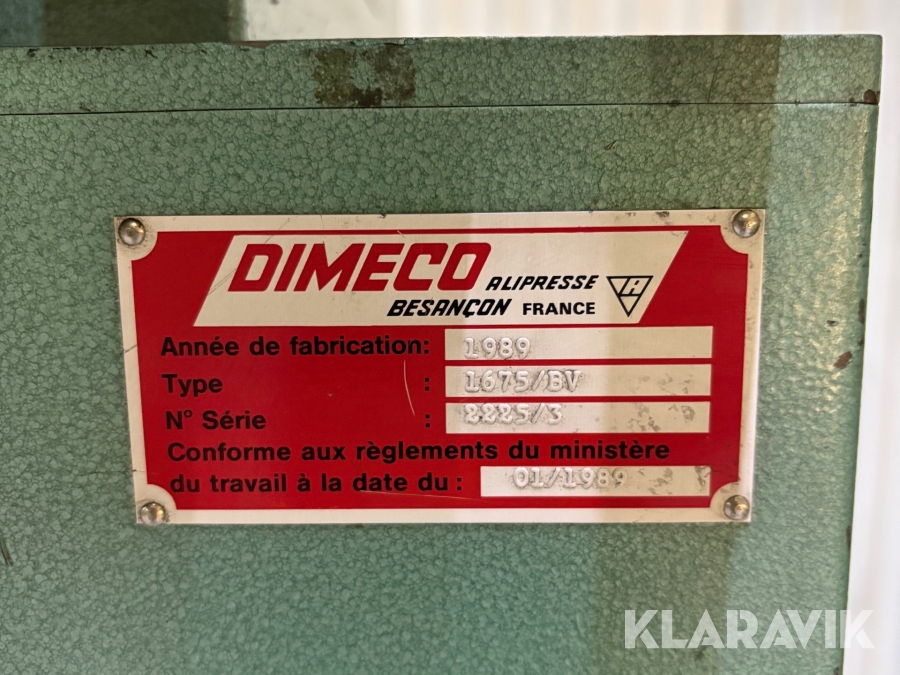 DIMECO
ALIPRESSE
BESANÇON FRANCE
Année de fabrication: 1989
Type : 1675/BV
N° Série : 2225/3
Conforme aux règlements du ministère
du travail à la date du: 01/1989
KLARAVIK